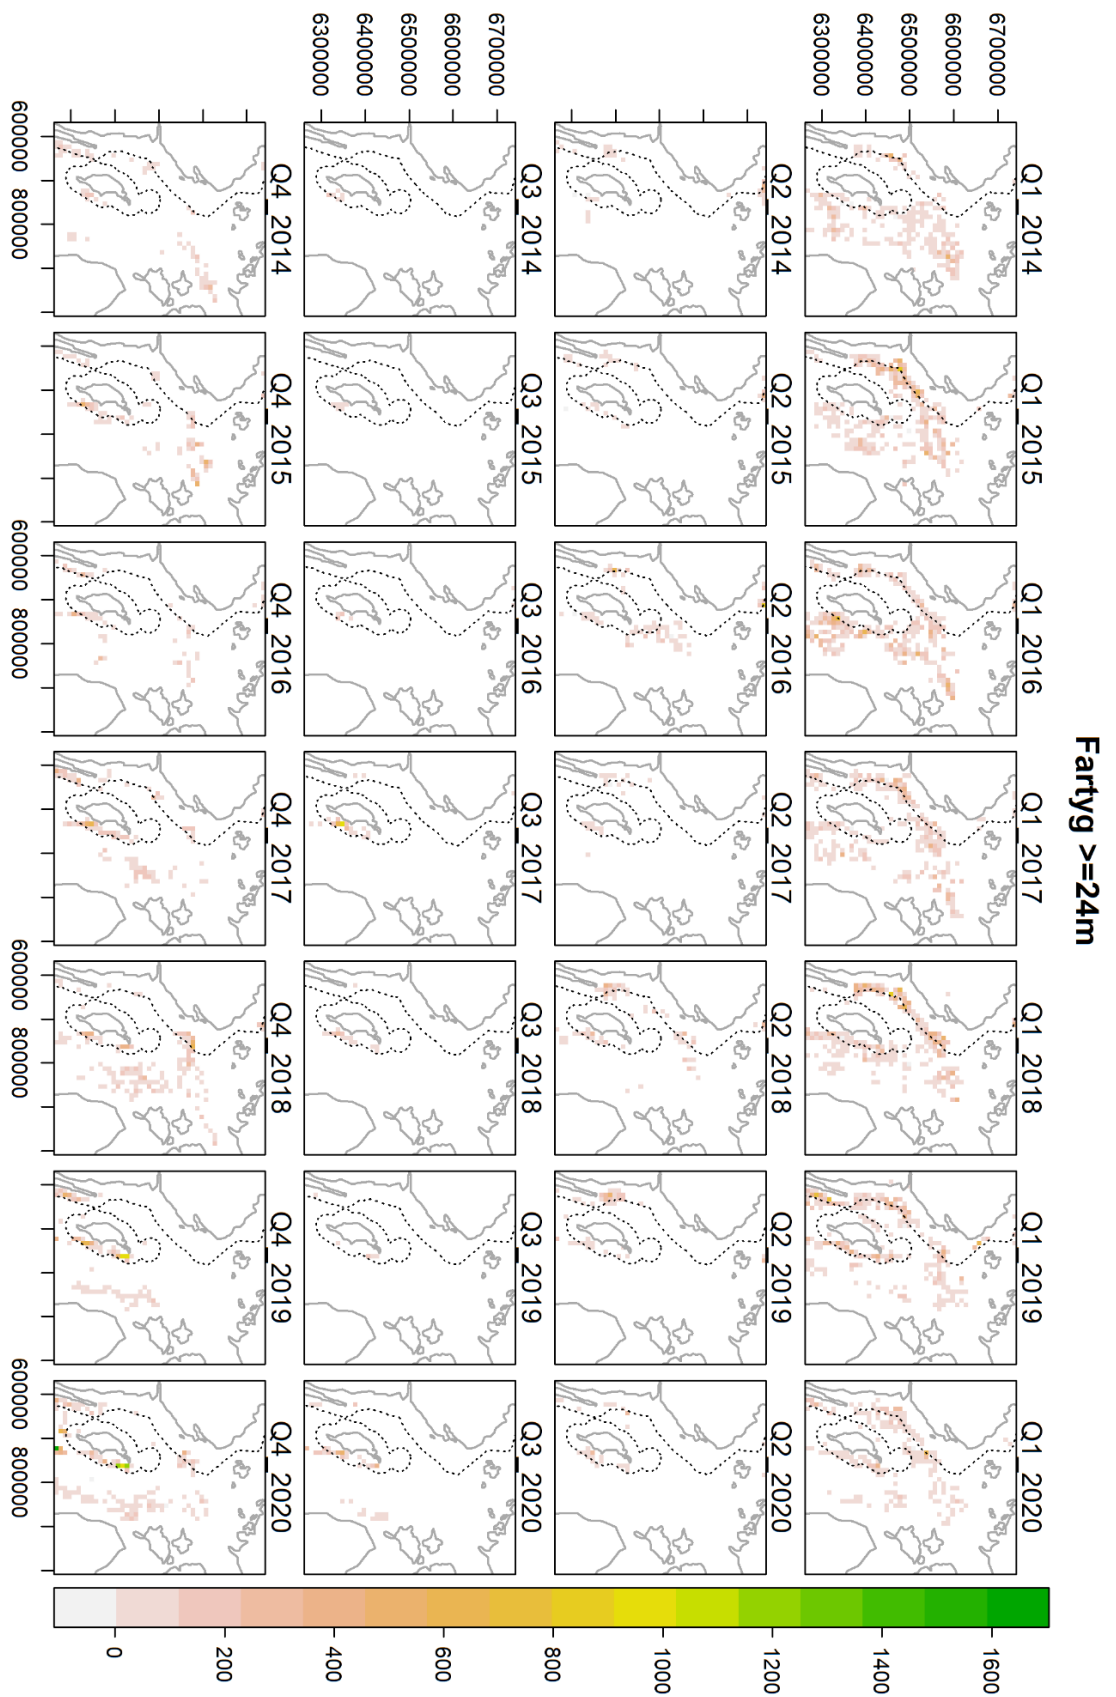 Fartyg >=24m
Q1 2014
Q1 2015
Q1 2016
Q1 2017
Q1 2018
Q1 2019
Q1 2020
6700000
6600000
6500000
6400000
6300000
Q2 2014
Q2 2015
Q2 2016
Q2 2017
Q2 2018
Q2 2019
Q2 2020
Q3 2014
Q3 2015
Q3 2016
Q3 2017
Q3 2018
Q3 2019
Q3 2020
6700000
6600000
6500000
6400000
6300000
Q4 2014
Q4 2015
Q4 2016
Q4 2017
Q4 2018
Q4 2019
Q4 2020
600000 800000
600000 800000
600000 800000
600000 800000
1600
1400
1200
1000
800
600
400
200
0